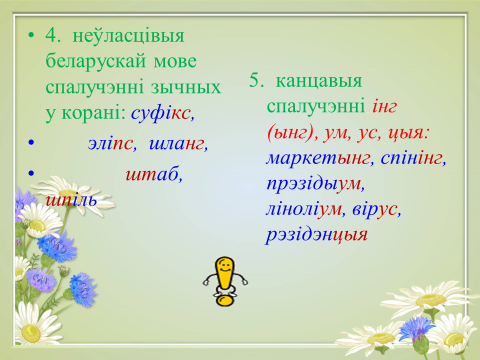 • 4. неўласцівыя
беларускай мове
спалучэнні зычных
у корані: суфікс,
• эліпс, шланг,
• штаб,
шпіль
5. канцавыя
спалучэнні інг
(ынг), ум, ус, цыя:
маркетынг, спінінг,
прэзідыум,
лінοліум, вірус,
рэзідэнцыя